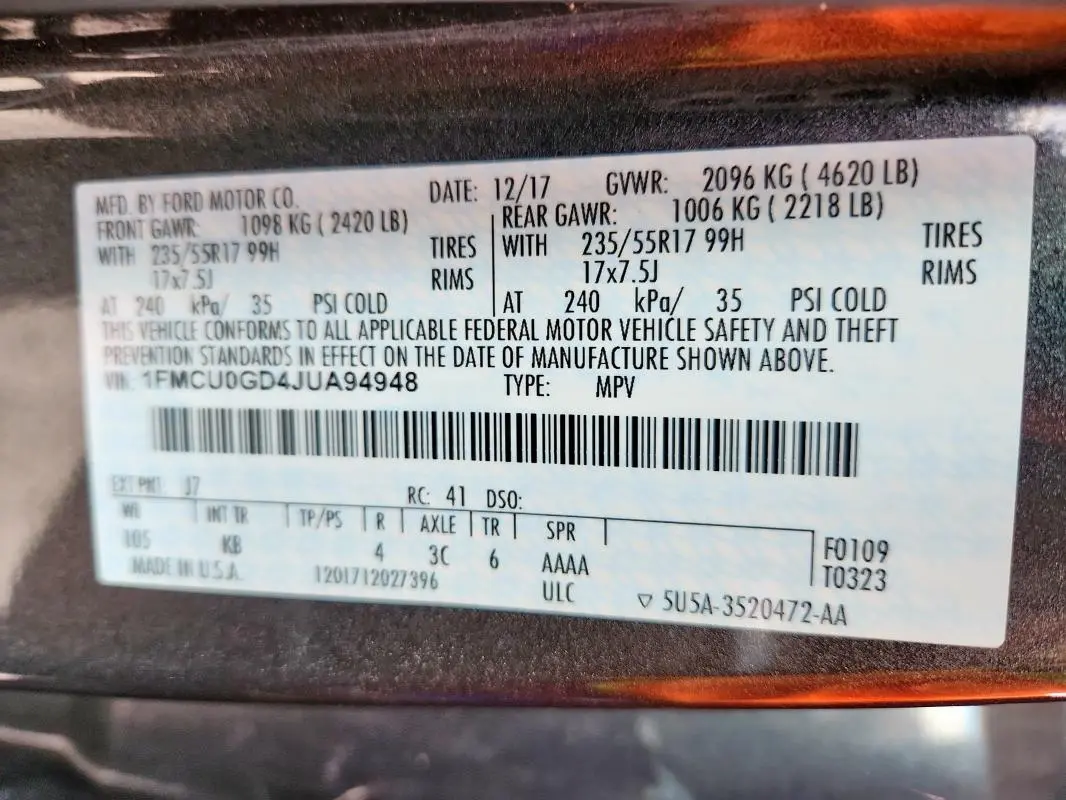 MFD. BY FORD MOTOR CO. DATE: 12/17 GVWR: 2096 KG ( 4620 LB)
FRONT GAWR: 1098 KG ( 2420 LB) REAR GAWR: 1006 KG ( 2218 LB)
WITH 235/55R17 99H TIRES WITH 235/55R17 99H TIRES
17x7.5J RIMS 17x7.5J RIMS
AT 240 kPa/ 35 PSI COLD AT 240 kPa/ 35 PSI COLD
THIS VEHICLE CONFORMS TO ALL APPLICABLE FEDERAL MOTOR VEHICLE SAFETY AND THEFT
PREVENTION STANDARDS IN EFFECT ON THE DATE OF MANUFACTURE SHOWN ABOVE.
VIN: 1FMCU0GD4JUA94948 TYPE: MPV
EXT PNT J7 RC: 41 DSO:
WB INT TR TP/PS R AXLE TR SPR
105 KB 4 3C 6 AAAA F0109
MADE IN U.S.A. 1201712027396 ULC T0323
▽ 5U5A-3520472-AA